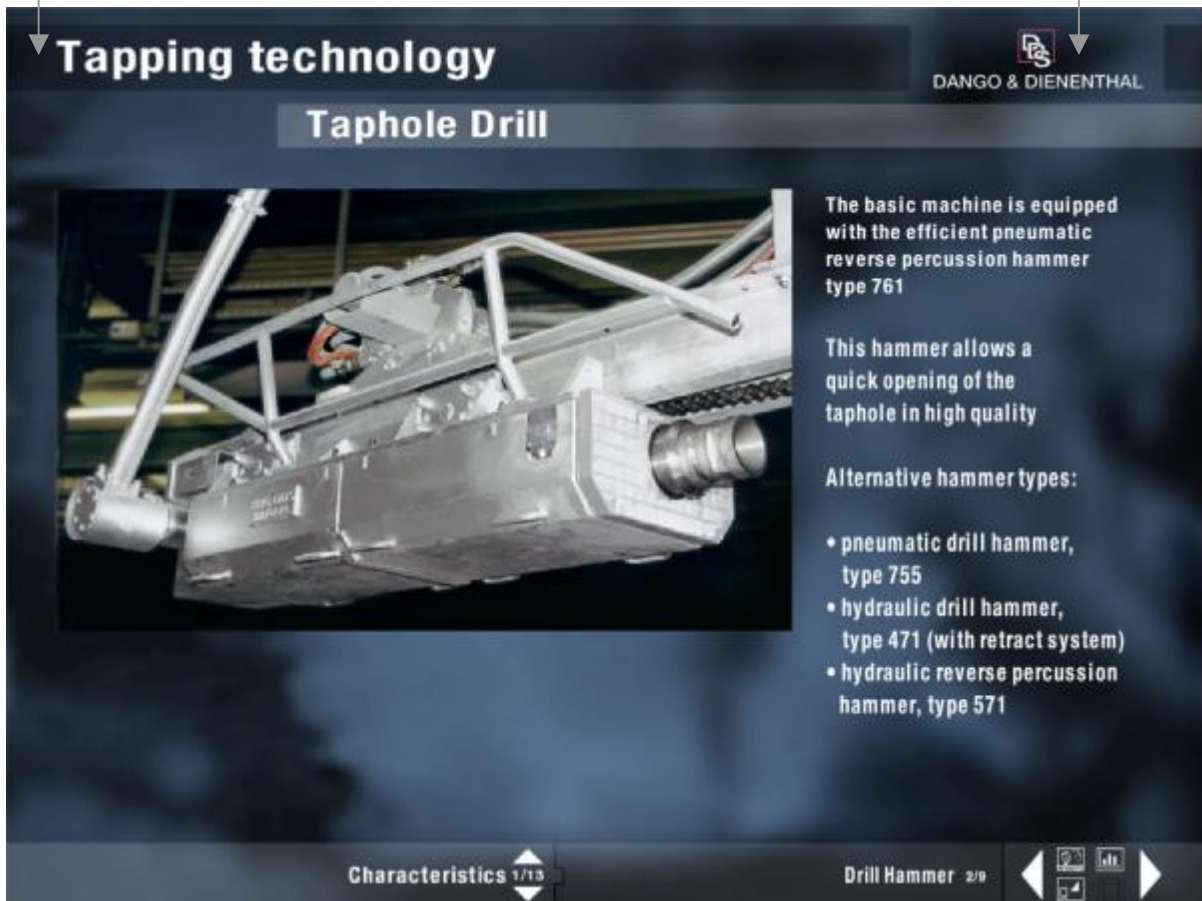 Tapping technology
DDS
DANGO & DIENENTHAL
Taphole Drill
The basic machine is equipped
with the efficient pneumatic
reverse percussion hammer
type 761
This hammer allows a
quick opening of the
taphole in high quality
Alternative hammer types:
• pneumatic drill hammer,
type 755
• hydraulic drill hammer,
type 471 (with retract system)
• hydraulic reverse percussion
hammer, type 571
Characteristics 1/13
Drill Hammer 2/9